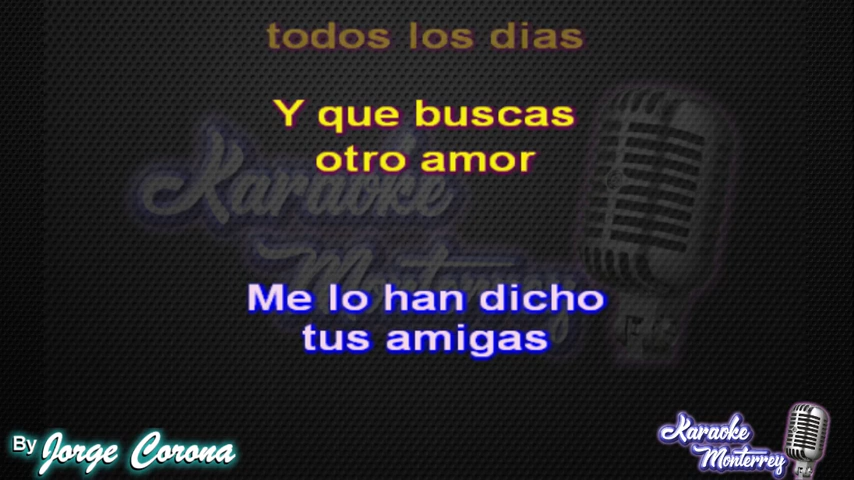 todos los dias
Y que buscas
otro amor
Karaoke
Monterrey
Me lo han dicho
tus amigas
By Jorge Corona
Karaoke
Monterrey